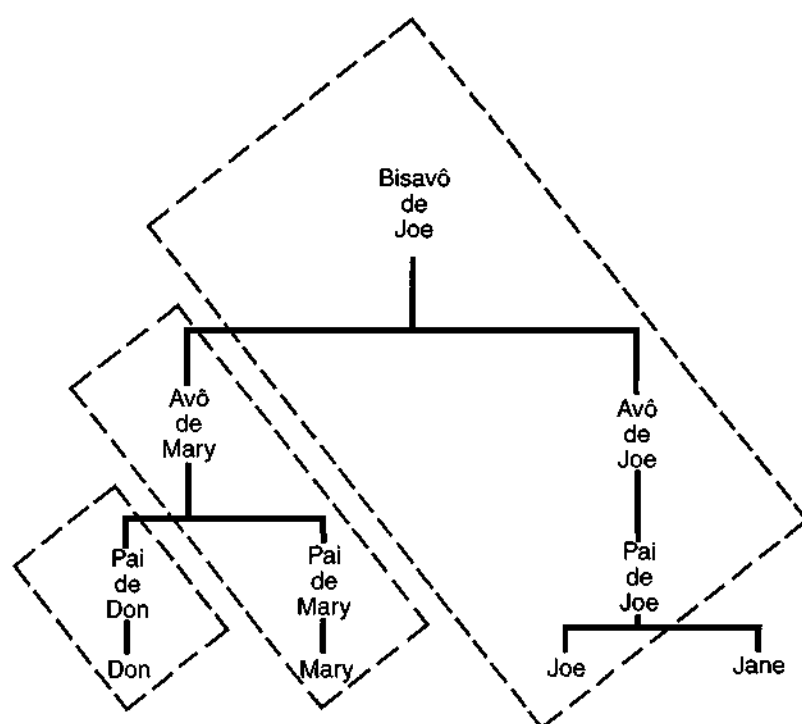 Bisavô
de
Joe
Avô
de
Mary
Avô
de
Joe
Pai
de
Don
Pai
de
Mary
Pai
de
Joe
Don
Mary
Joe
Jane